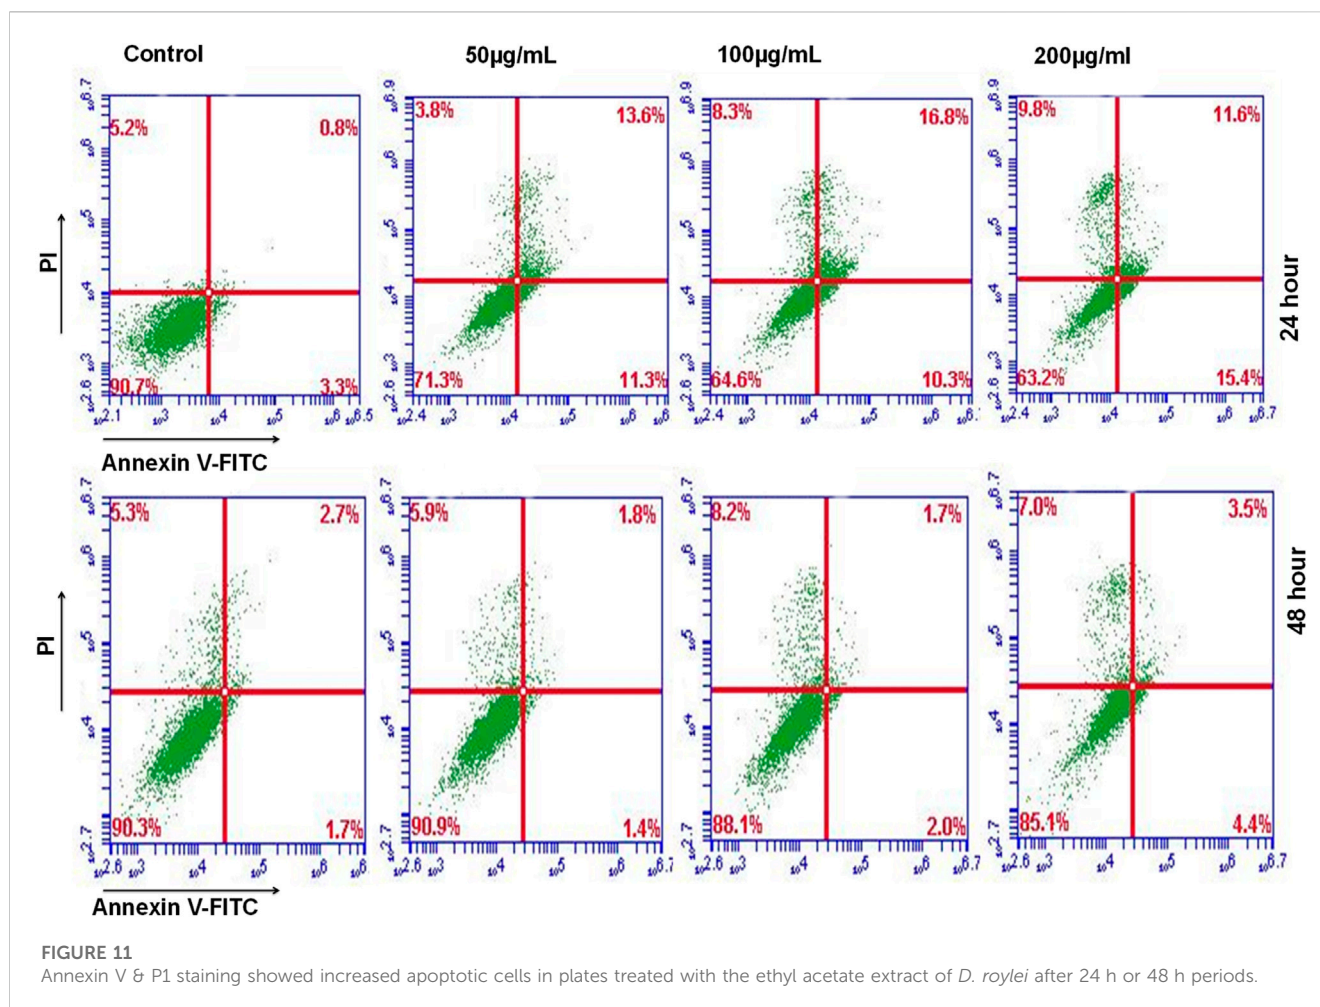 Control 50µg/mL 100µg/mL 200µg/ml
5.2% 0.8% 3.8% 13.6% 8.3% 16.8% 9.8% 11.6%
PI
90.7% 3.3% 71.3% 11.3% 64.6% 10.3% 63.2% 15.4%
24 hour
Annexin V-FITC
5.3% 2.7% 5.9% 1.8% 8.2% 1.7% 7.0% 3.5%
PI
90.3% 1.7% 90.9% 1.4% 88.1% 2.0% 85.1% 4.4%
48 hour
Annexin V-FITC
FIGURE 11
Annexin V & P1 staining showed increased apoptotic cells in plates treated with the ethyl acetate extract of D. roylei after 24 h or 48 h periods.